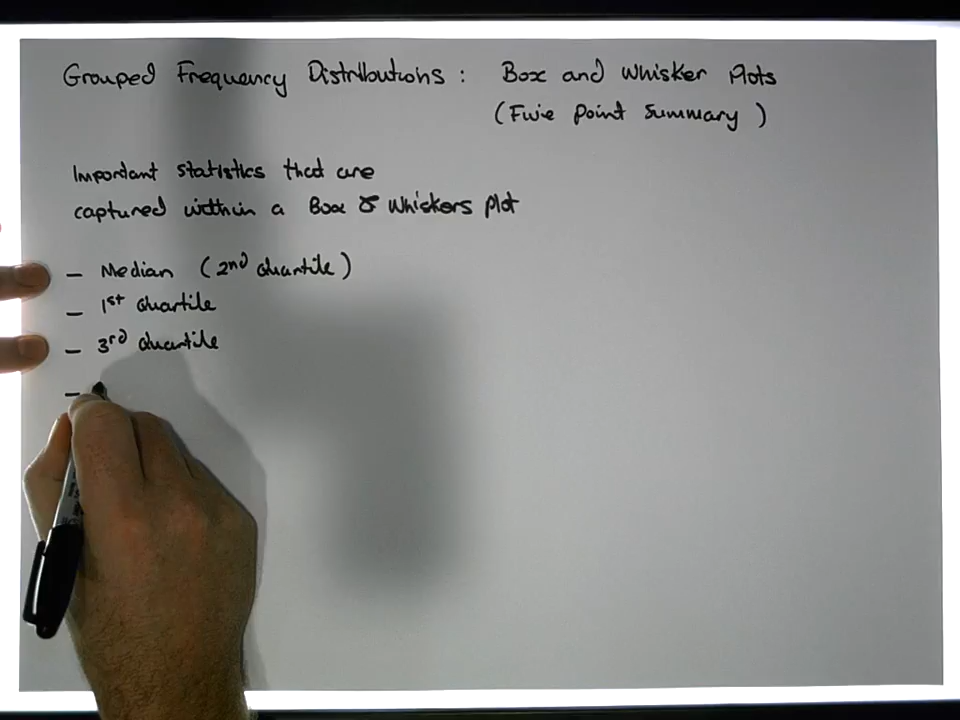 Grouped Frequency Distributions : Box and Whisker Plots
(Five Point Summary)
Important statistics that are
captured within a Box & Whiskers Plot
– Median (2nd Quartile)
– 1st Quartile
– 3rd Quartile
–